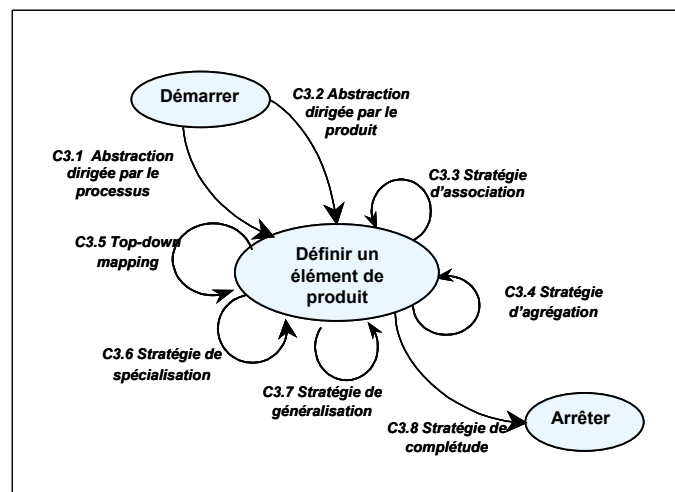 Démarrer
C3.2 Abstraction
dirigée par le
produit
C3.1 Abstraction
dirigée par le
processus
C3.3 Stratégie
d'association
C3.5 Top-down
mapping
Définir un
élément de
produit
C3.4 Stratégie
d'agrégation
C3.6 Stratégie de
spécialisation
C3.7 Stratégie de
généralisation
C3.8 Stratégie de
complétude
Arrêter